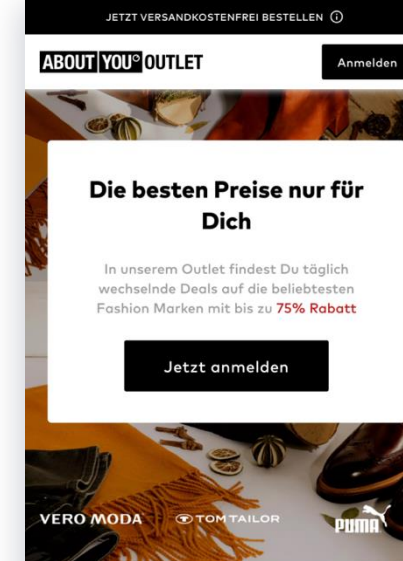 JETZT VERSANDKOSTENFREI BESTELLEN
ABOUT YOU° OUTLET
Anmelden
Die besten Preise nur für
Dich
In unserem Outlet findest Du täglich
wechselnde Deals auf die beliebtesten
Fashion Marken mit bis zu 75% Rabatt
Jetzt anmelden
VERO MODA
TOM TAILOR
PUMA